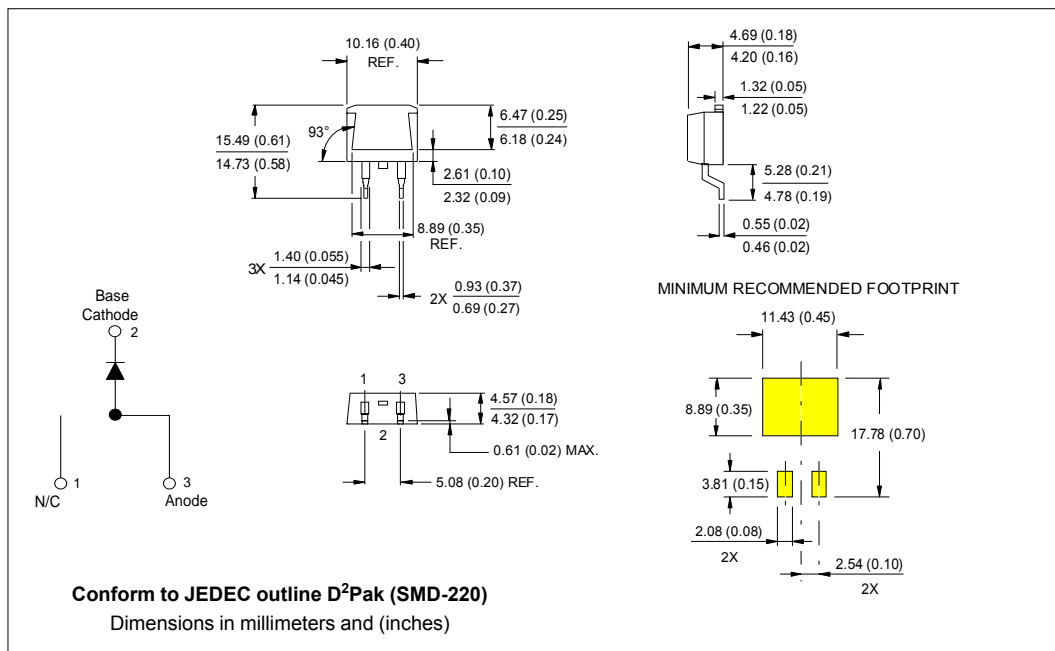 10.16 (0.40)
REF.
93°
15.49 (0.61)
14.73 (0.58)
6.47 (0.25)
6.18 (0.24)
2.61 (0.10)
2.32 (0.09)
8.89 (0.35)
REF.
3X
1.40 (0.055)
1.14 (0.045)
2X
0.93 (0.37)
0.69 (0.27)
4.69 (0.18)
4.20 (0.16)
1.32 (0.05)
1.22 (0.05)
5.28 (0.21)
4.78 (0.19)
0.55 (0.02)
0.46 (0.02)
Base
Cathode
2
1
N/C
3
Anode
1 3
2
4.57 (0.18)
4.32 (0.17)
0.61 (0.02) MAX.
5.08 (0.20) REF.
MINIMUM RECOMMENDED FOOTPRINT
11.43 (0.45)
8.89 (0.35)
17.78 (0.70)
3.81 (0.15)
2.08 (0.08)
2X
2.54 (0.10)
2X
Conform to JEDEC outline D²Pak (SMD-220)
Dimensions in millimeters and (inches)